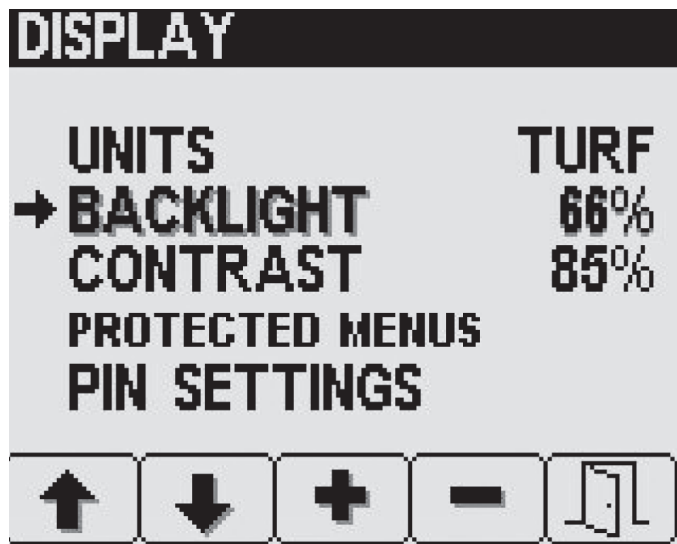 DISPLAY
UNITS TURF
BACKLIGHT 66%
CONTRAST 85%
PROTECTED MENUS
PIN SETTINGS